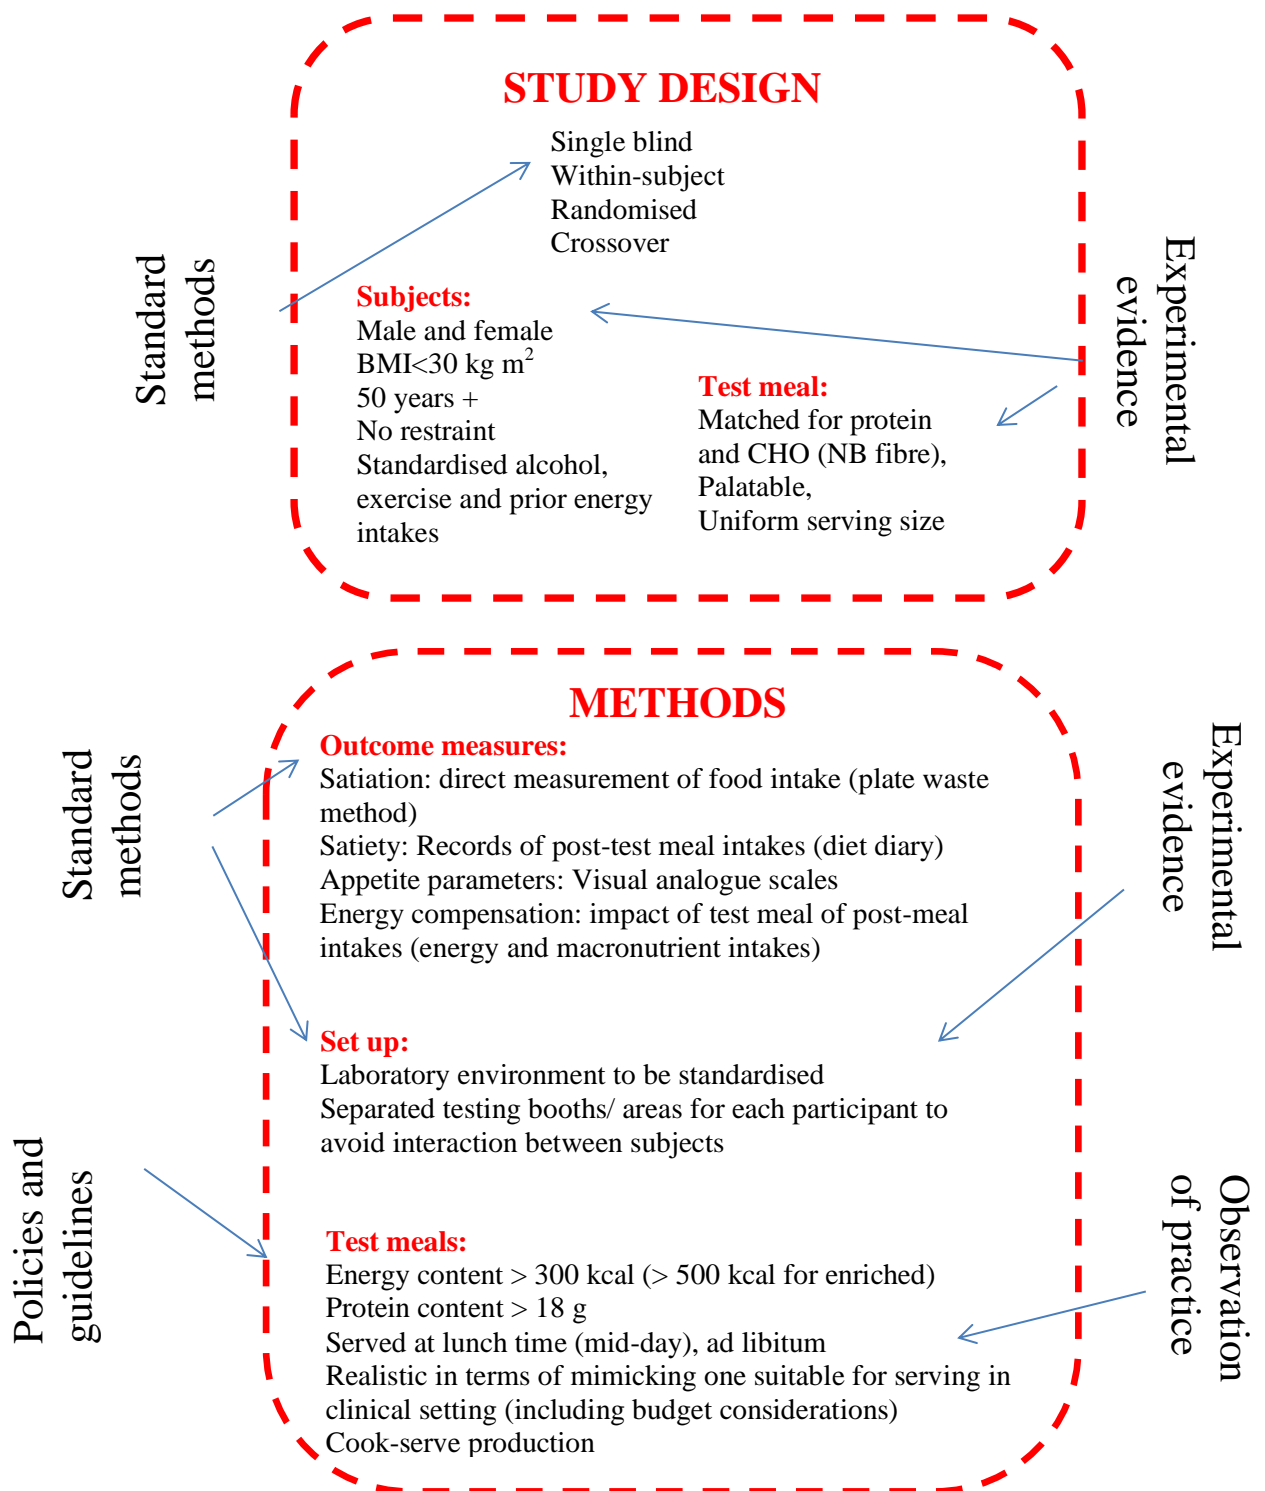 STUDY DESIGN
Single blind
Within-subject
Randomised
Crossover
Standard
methods
Experimental
evidence
Subjects:
Male and female
BMI<30 kg m²
50 years +
No restraint
Standardised alcohol,
exercise and prior energy
intakes
Test meal:
Matched for protein
and CHO (NB fibre),
Palatable,
Uniform serving size
METHODS
Outcome measures:
Satiation: direct measurement of food intake (plate waste
method)
Satiety: Records of post-test meal intakes (diet diary)
Appetite parameters: Visual analogue scales
Energy compensation: impact of test meal of post-meal
intakes (energy and macronutrient intakes)
Standard
methods
Experimental
evidence
Set up:
Laboratory environment to be standardised
Separated testing booths/ areas for each participant to
avoid interaction between subjects
Policies and
guidelines
Observation
of practice
Test meals:
Energy content > 300 kcal (> 500 kcal for enriched)
Protein content > 18 g
Served at lunch time (mid-day), ad libitum
Realistic in terms of mimicking one suitable for serving in
clinical setting (including budget considerations)
Cook-serve production